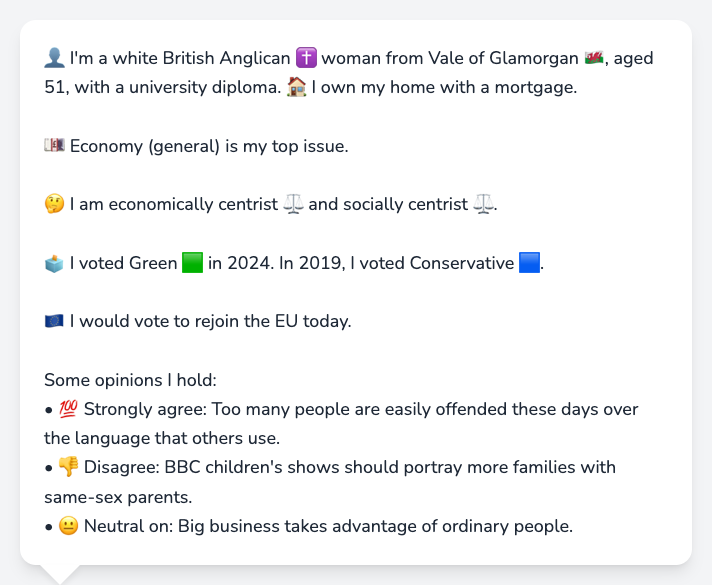 👤 I'm a white British Anglican ✝️ woman from Vale of Glamorgan 🏴󠁧󠁢󠁷󠁬󠁳󠁿, aged
51, with a university diploma. 🏠 I own my home with a mortgage.
💷 Economy (general) is my top issue.
🤔 I am economically centrist ⚖️ and socially centrist ⚖️.
🗳️ I voted Green 🟩 in 2024. In 2019, I voted Conservative 🟦.
🇪🇺 I would vote to rejoin the EU today.
Some opinions I hold:
• 💯 Strongly agree: Too many people are easily offended these days over
the language that others use.
• 👎 Disagree: BBC children's shows should portray more families with
same-sex parents.
• 😐 Neutral on: Big business takes advantage of ordinary people.